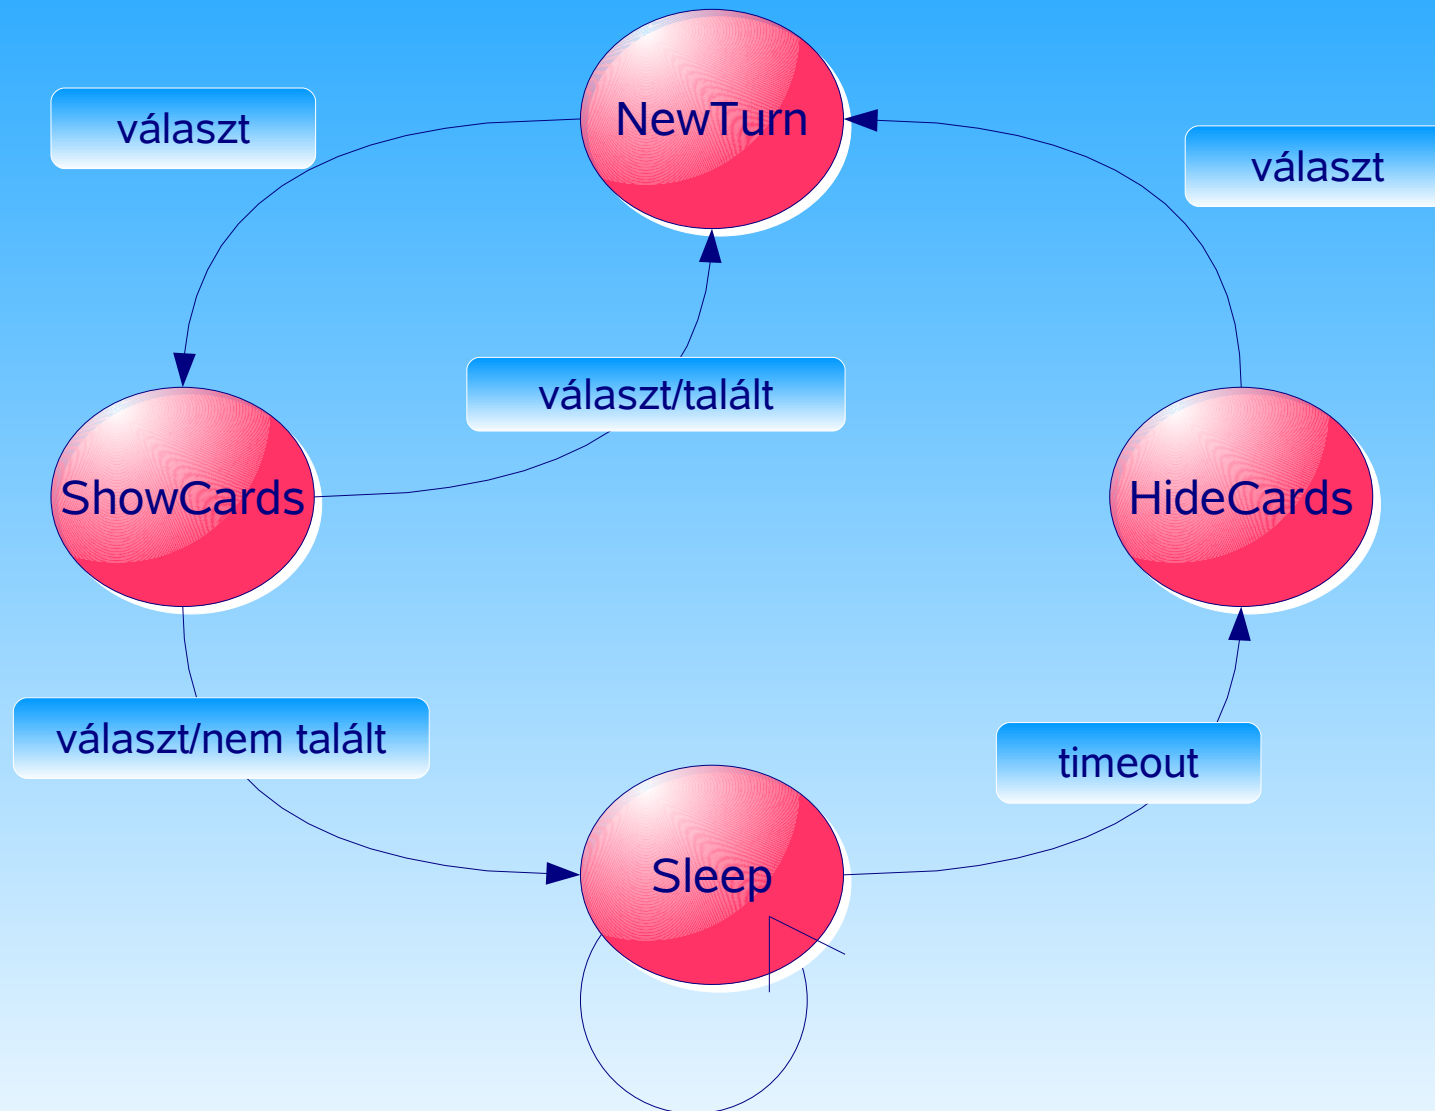 NewTurn
választ
választ
választ/talált
ShowCards
HideCards
választ/nem talált
timeout
Sleep